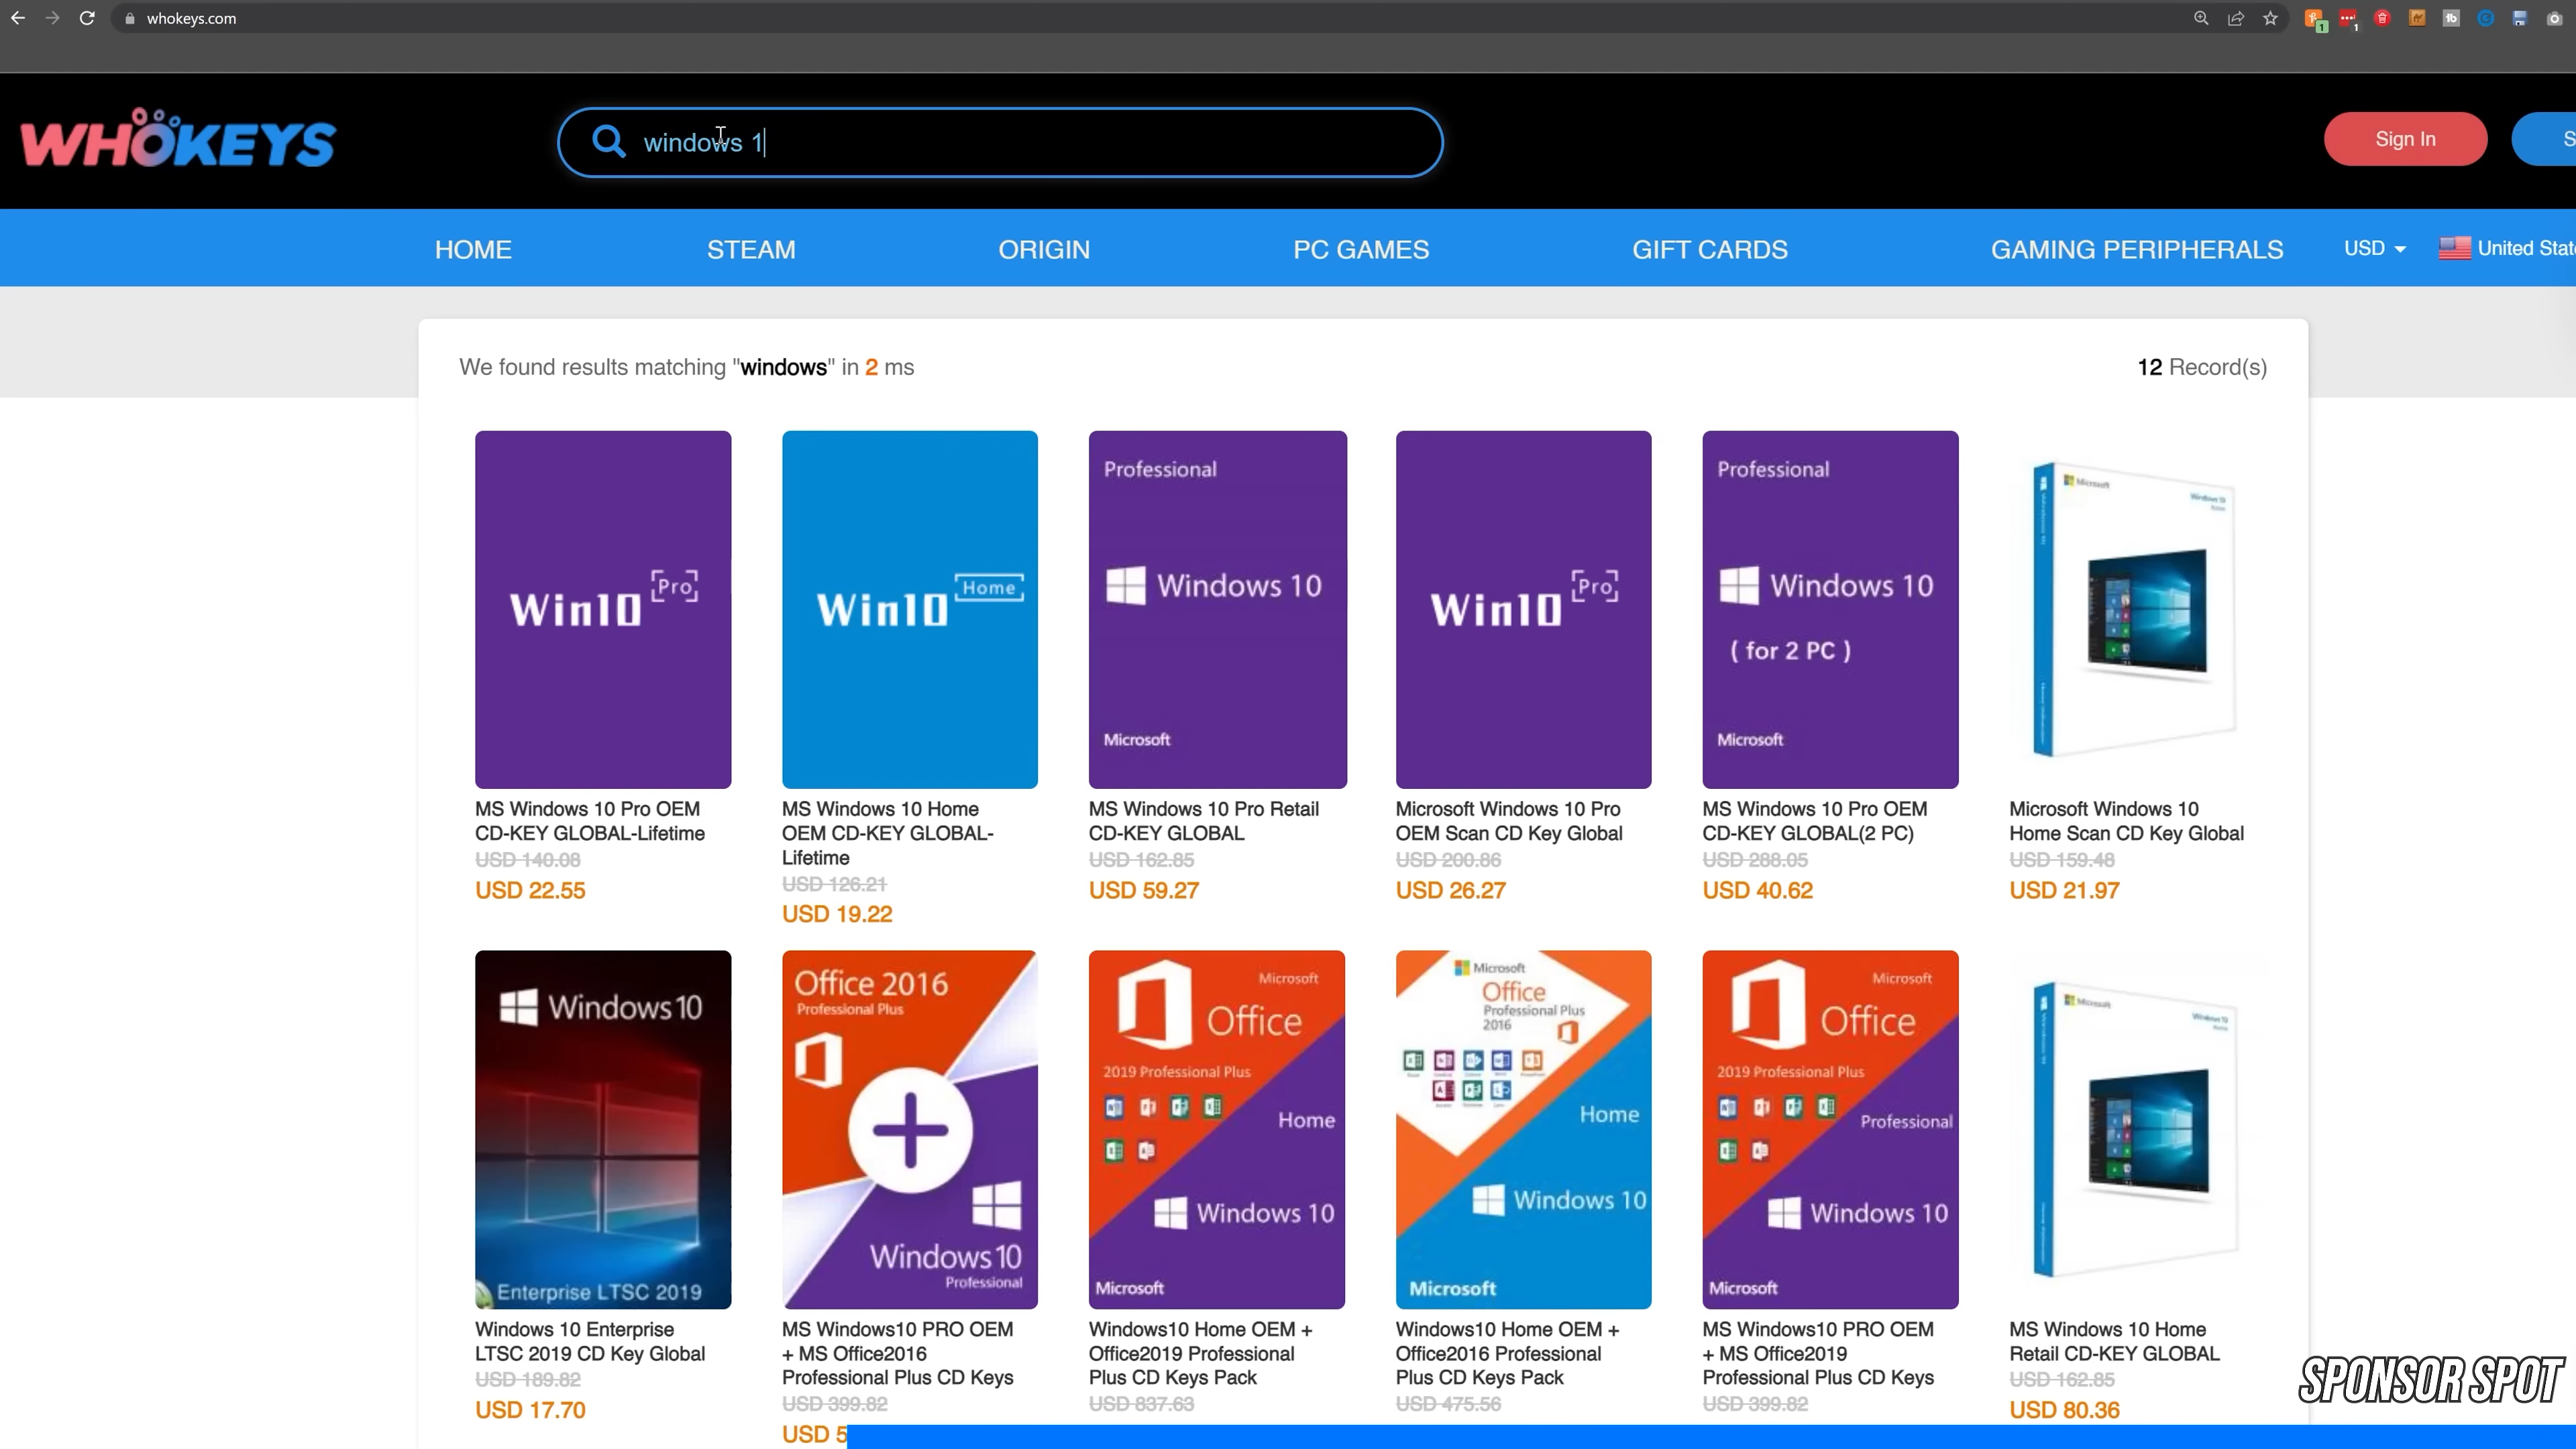 whokeys.com
1
1
WHOKEYS
windows 1
Sign In
S
HOME
STEAM
ORIGIN
PC GAMES
GIFT CARDS
GAMING PERIPHERALS
USD
United Stat
We found results matching "windows" in 2 ms
12 Record(s)
Win10 Pro
Win10 Home
Professional
Windows 10
Microsoft
Win10 Pro
Professional
Windows 10
( for 2 PC )
Microsoft
Microsoft
Windows 10
MS Windows 10 Pro OEM
CD-KEY GLOBAL-Lifetime
USD 140.08
USD 22.55
MS Windows 10 Home
OEM CD-KEY GLOBAL-
Lifetime
USD 126.21
USD 19.22
MS Windows 10 Pro Retail
CD-KEY GLOBAL
USD 162.85
USD 59.27
Microsoft Windows 10 Pro
OEM Scan CD Key Global
USD 200.86
USD 26.27
MS Windows 10 Pro OEM
CD-KEY GLOBAL(2 PC)
USD 288.05
USD 40.62
Microsoft Windows 10
Home Scan CD Key Global
USD 159.48
USD 21.97
Windows 10
Enterprise LTSC 2019
Office 2016
Professional Plus
Windows 10
Professional
Microsoft
Office
2019 Professional Plus
Home
Windows 10
Microsoft
Microsoft
Office
Professional Plus
2016
Home
Windows 10
Microsoft
Microsoft
Office
2019 Professional Plus
Professional
Windows 10
Microsoft
Microsoft
Windows 10
Windows 10 Enterprise
LTSC 2019 CD Key Global
USD 189.82
USD 17.70
MS Windows10 PRO OEM
+ MS Office2016
Professional Plus CD Keys
USD 399.82
USD 5
Windows10 Home OEM +
Office2019 Professional
Plus CD Keys Pack
USD 837.63
Windows10 Home OEM +
Office2016 Professional
Plus CD Keys Pack
USD 475.56
MS Windows10 PRO OEM
+ MS Office2019
Professional Plus CD Keys
USD 399.82
MS Windows 10 Home
Retail CD-KEY GLOBAL
USD 162.85
USD 80.36
SPONSOR SPOT